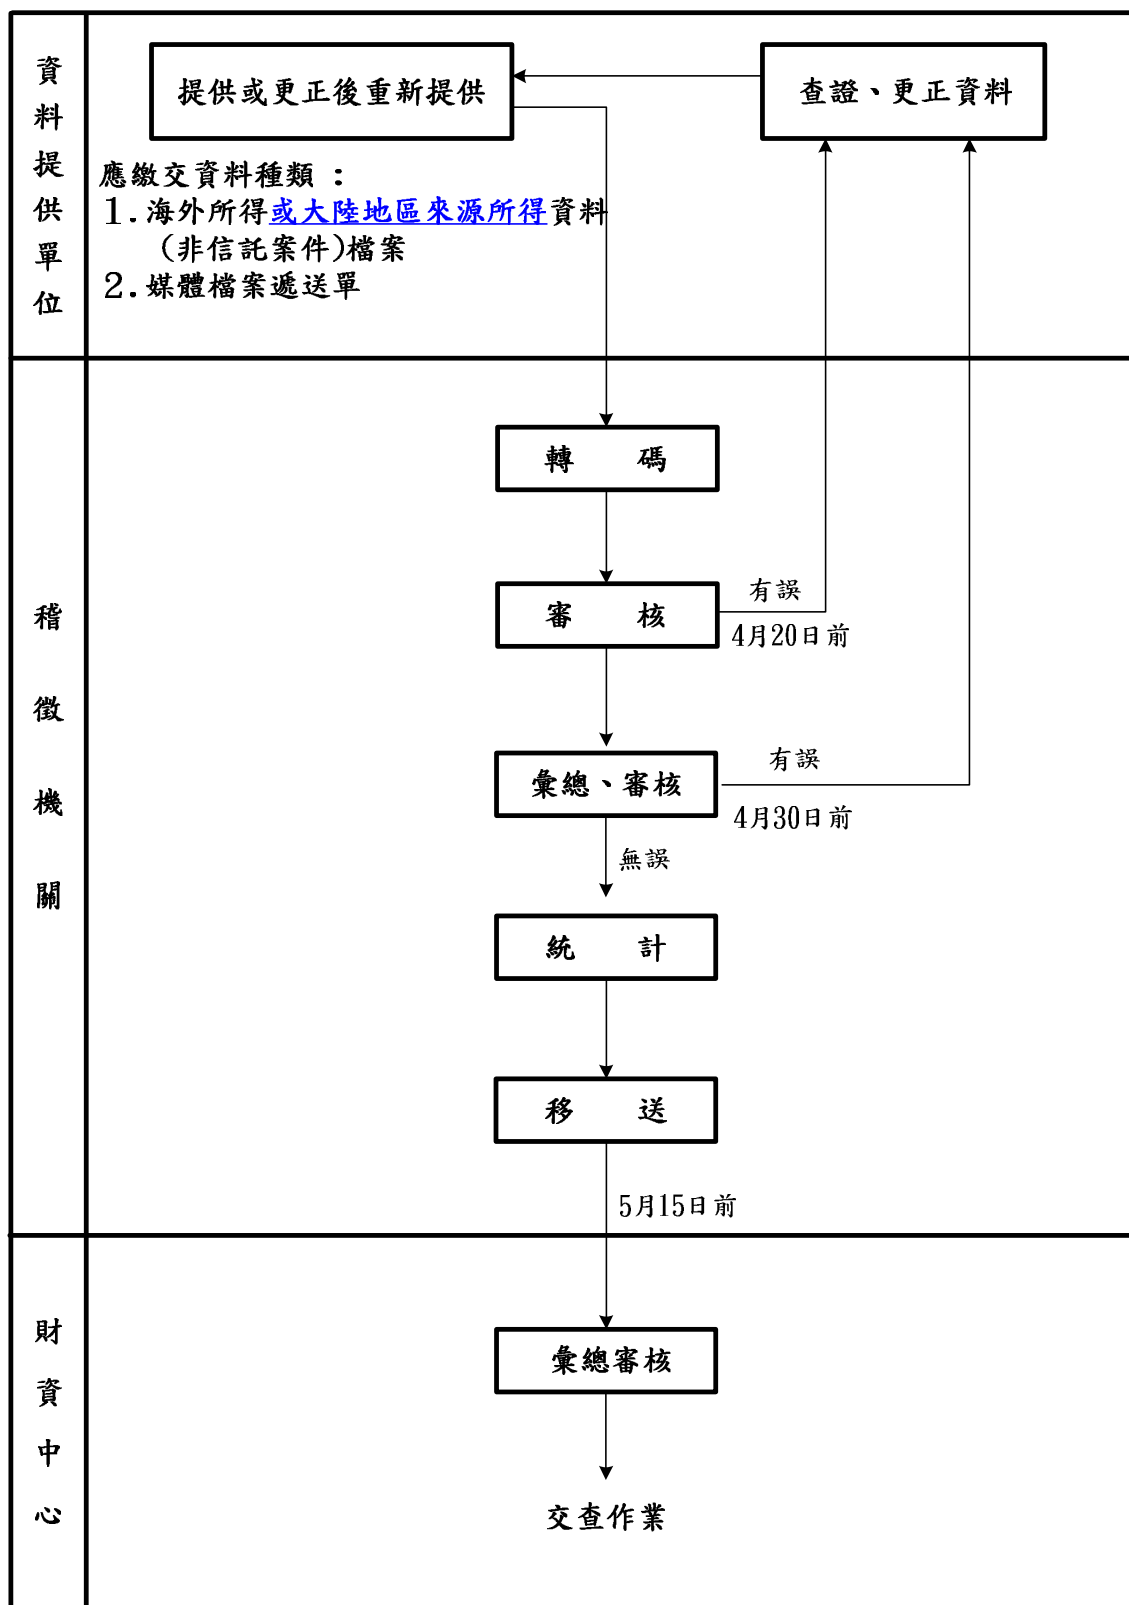 資料提供單位
提供或更正後重新提供
查證、更正資料
應繳交資料種類：
1.海外所得或大陸地區來源所得資料
(非信託案件)檔案
2.媒體檔案遞送單
稽徵機關
轉碼
審核
有誤
4月20日前
彙總、審核
有誤
4月30日前
無誤
統計
移送
5月15日前
財資中心
彙總審核
交查作業